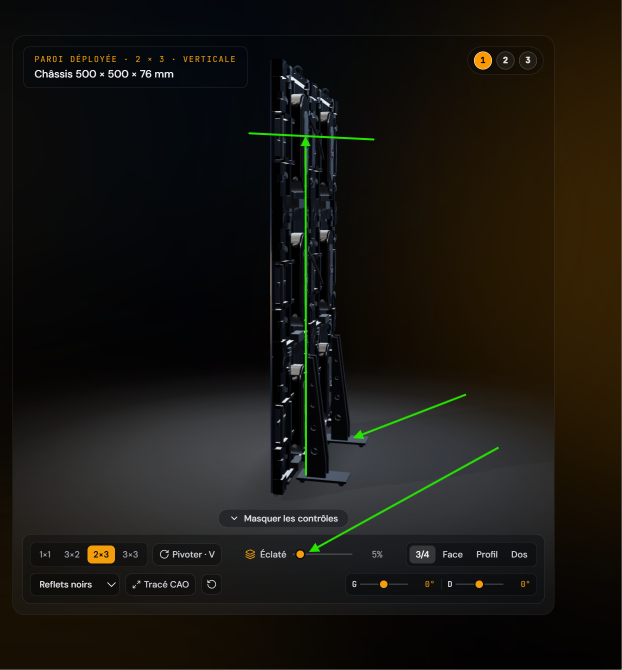 PAROI DÉPLOYÉE · 2 × 3 · VERTICALE
Châssis 500 × 500 × 76 mm
1 2 3
Masquer les contrôles
1×1 3×2 2×3 3×3 Pivoter · V Éclaté 5% 3/4 Face Profil Dos
Reflets noirs Tracé CAO G 0° D 0°